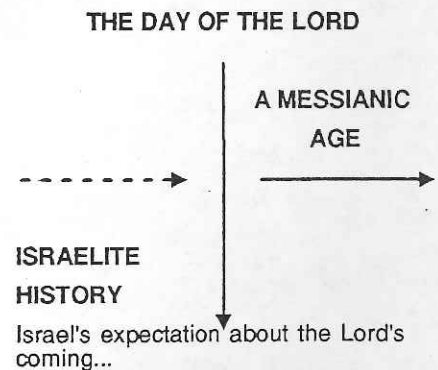 THE DAY OF THE LORD
A MESSIANIC
AGE
ISRAELITE
HISTORY
Israel's expectation about the Lord's
coming...